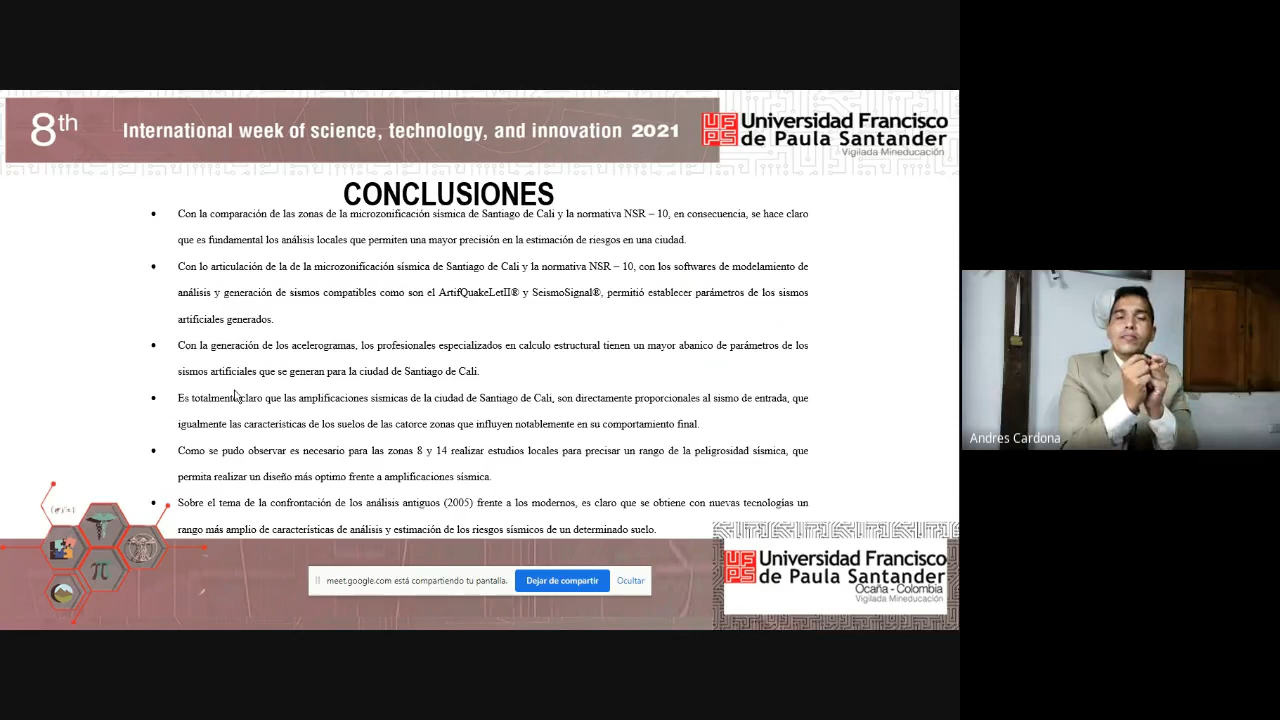 8th
International week of science, technology, and innovation 2021
UFPS
Universidad Francisco
de Paula Santander
Vigilada Mineducación
CONCLUSIONES
• Con la comparación de las zonas de la microzonificación sísmica de Santiago de Cali y la normativa NSR – 10, en consecuencia, se hace claro
que es fundamental los análisis locales que permiten una mayor precisión en la estimación de riesgos en una ciudad.
• Con lo articulación de la de la microzonificación sísmica de Santiago de Cali y la normativa NSR – 10, con los softwares de modelamiento de
análisis y generación de sismos compatibles como son el ArtifQuakeLetII® y SeismoSignal®, permitió establecer parámetros de los sismos
artificiales generados.
• Con la generación de los acelerogramas, los profesionales especializados en calculo estructural tienen un mayor abanico de parámetros de los
sismos artificiales que se generan para la ciudad de Santiago de Cali.
• Es totalmente claro que las amplificaciones sísmicas de la ciudad de Santiago de Cali, son directamente proporcionales al sismo de entrada, que
igualmente las características de los suelos de las catorce zonas que influyen notablemente en su comportamiento final.
• Como se pudo observar es necesario para las zonas 8 y 14 realizar estudios locales para precisar un rango de la peligrosidad sísmica, que
permita realizar un diseño más optimo frente a amplificaciones sísmica.
• Sobre el tema de la confrontación de los análisis antiguos (2005) frente a los modernos, es claro que se obtiene con nuevas tecnologías un
rango más amplio de características de análisis y estimación de los riesgos sísmicos de un determinado suelo.
π
meet.google.com está compartiendo tu pantalla.
Dejar de compartir
Ocultar
UFPS
Universidad Francisco
de Paula Santander
Ocaña - Colombia
Vigilada Mineducación
Andres Cardona